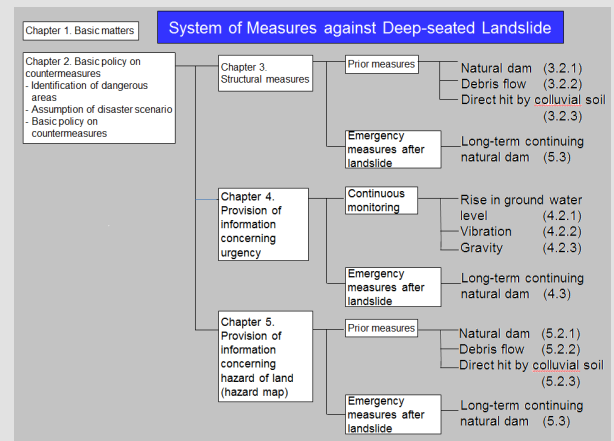 System of Measures against Deep-seated Landslide
Chapter 1. Basic matters
Chapter 2. Basic policy on
countermeasures
- Identification of dangerous
areas
- Assumption of disaster scenario
- Basic policy on
countermeasures
Chapter 3.
Structural measures
Prior measures
Natural dam (3.2.1)
Debris flow (3.2.2)
Direct hit by colluvial soil
(3.2.3)
Emergency
measures after
landslide
Long-term continuing
natural dam (5.3)
Chapter 4.
Provision of
information
concerning
urgency
Continuous
monitoring
Rise in ground water
level (4.2.1)
Vibration (4.2.2)
Gravity (4.2.3)
Emergency
measures after
landslide
Long-term continuing
natural dam (4.3)
Chapter 5.
Provision of
information
concerning
hazard of land
(hazard map)
Prior measures
Natural dam (5.2.1)
Debris flow (5.2.2)
Direct hit by colluvial soil
(5.2.3)
Emergency
measures after
landslide
Long-term continuing
natural dam (5.3)